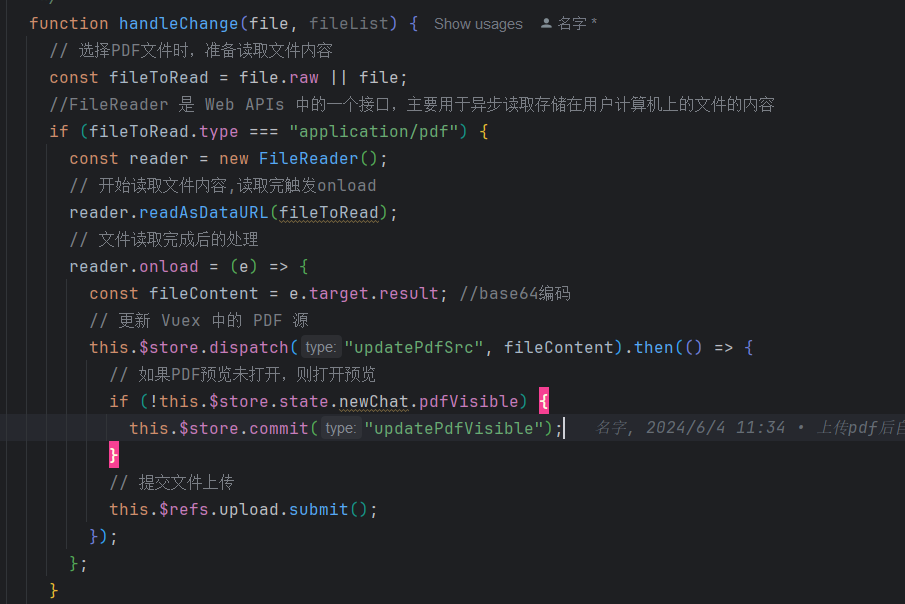 function handleChange(file, fileList) { Show usages 名字 *
// 选择PDF文件时，准备读取文件内容
const fileToRead = file.raw || file;
//FileReader 是 Web APIs 中的一个接口，主要用于异步读取存储在用户计算机上的文件的内容
if (fileToRead.type === "application/pdf") {
const reader = new FileReader();
// 开始读取文件内容,读取完触发onload
reader.readAsDataURL(fileToRead);
// 文件读取完成后的处理
reader.onload = (e) => {
const fileContent = e.target.result; //base64编码
// 更新 Vuex 中的 PDF 源
this.$store.dispatch( type: "updatePdfSrc", fileContent).then(() => {
// 如果PDF预览未打开，则打开预览
if (!this.$store.state.newChat.pdfVisible) {
this.$store.commit( type: "updatePdfVisible"); 名字, 2024/6/4 11:34 • 上传pdf后
}
// 提交文件上传
this.$refs.upload.submit();
});
};
}